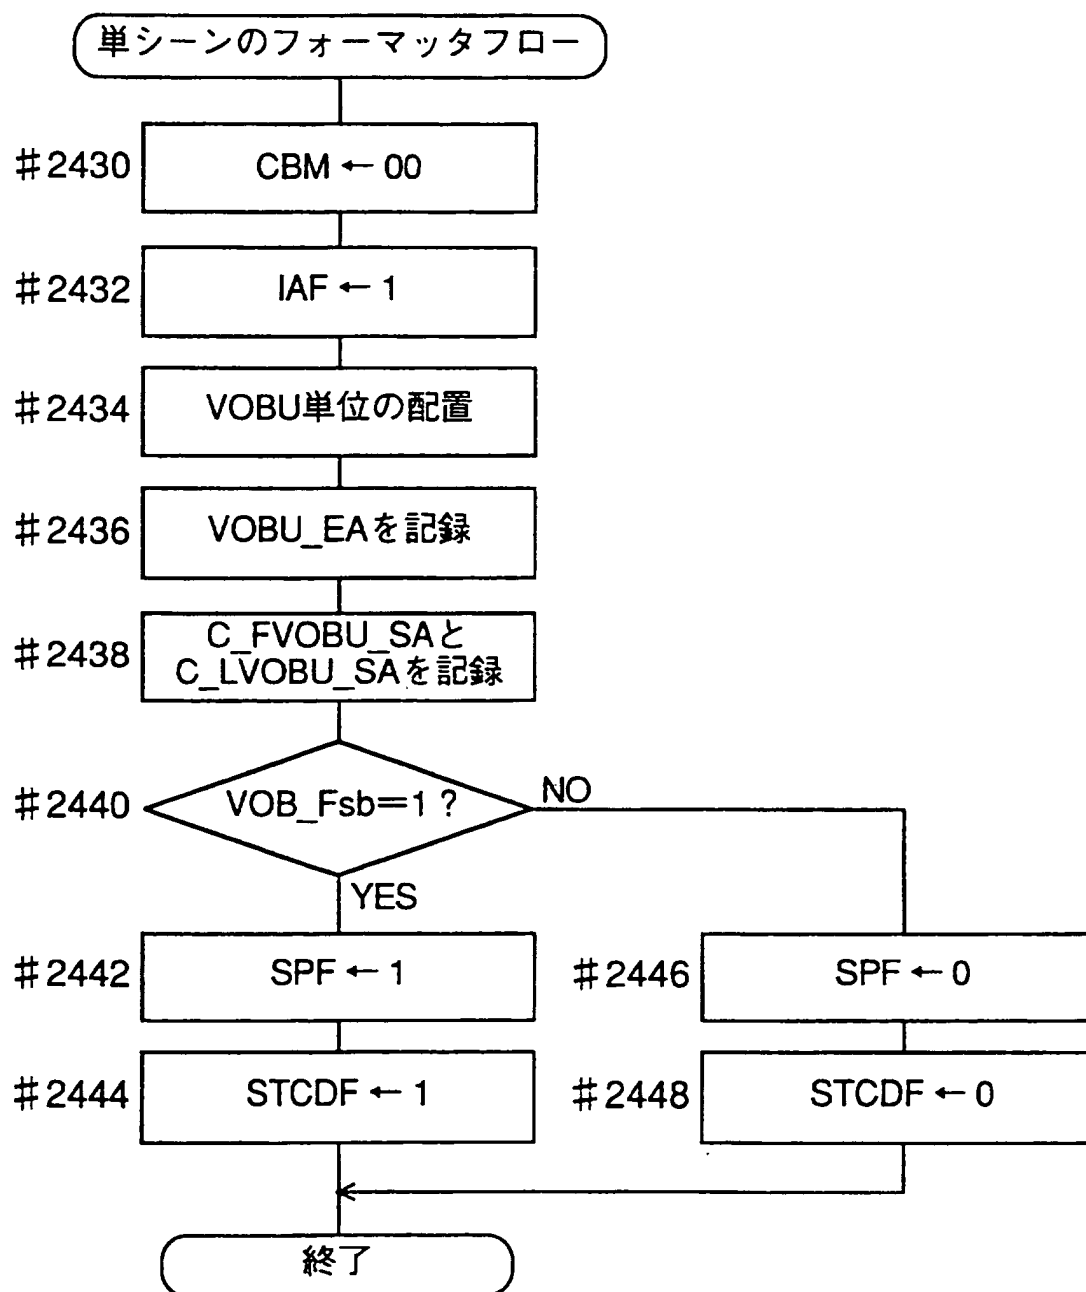 単シーンのフォーマッタフロー
#2430
CBM ← 00
#2432
IAF ← 1
#2434
VOBU単位の配置
#2436
VOBU_EAを記録
#2438
C_FVOBU_SAと
C_LVOBU_SAを記録
#2440
VOB_Fsb=1?
NO
YES
#2442
SPF ← 1
#2446
SPF ← 0
#2444
STCDF ← 1
#2448
STCDF ← 0
終了